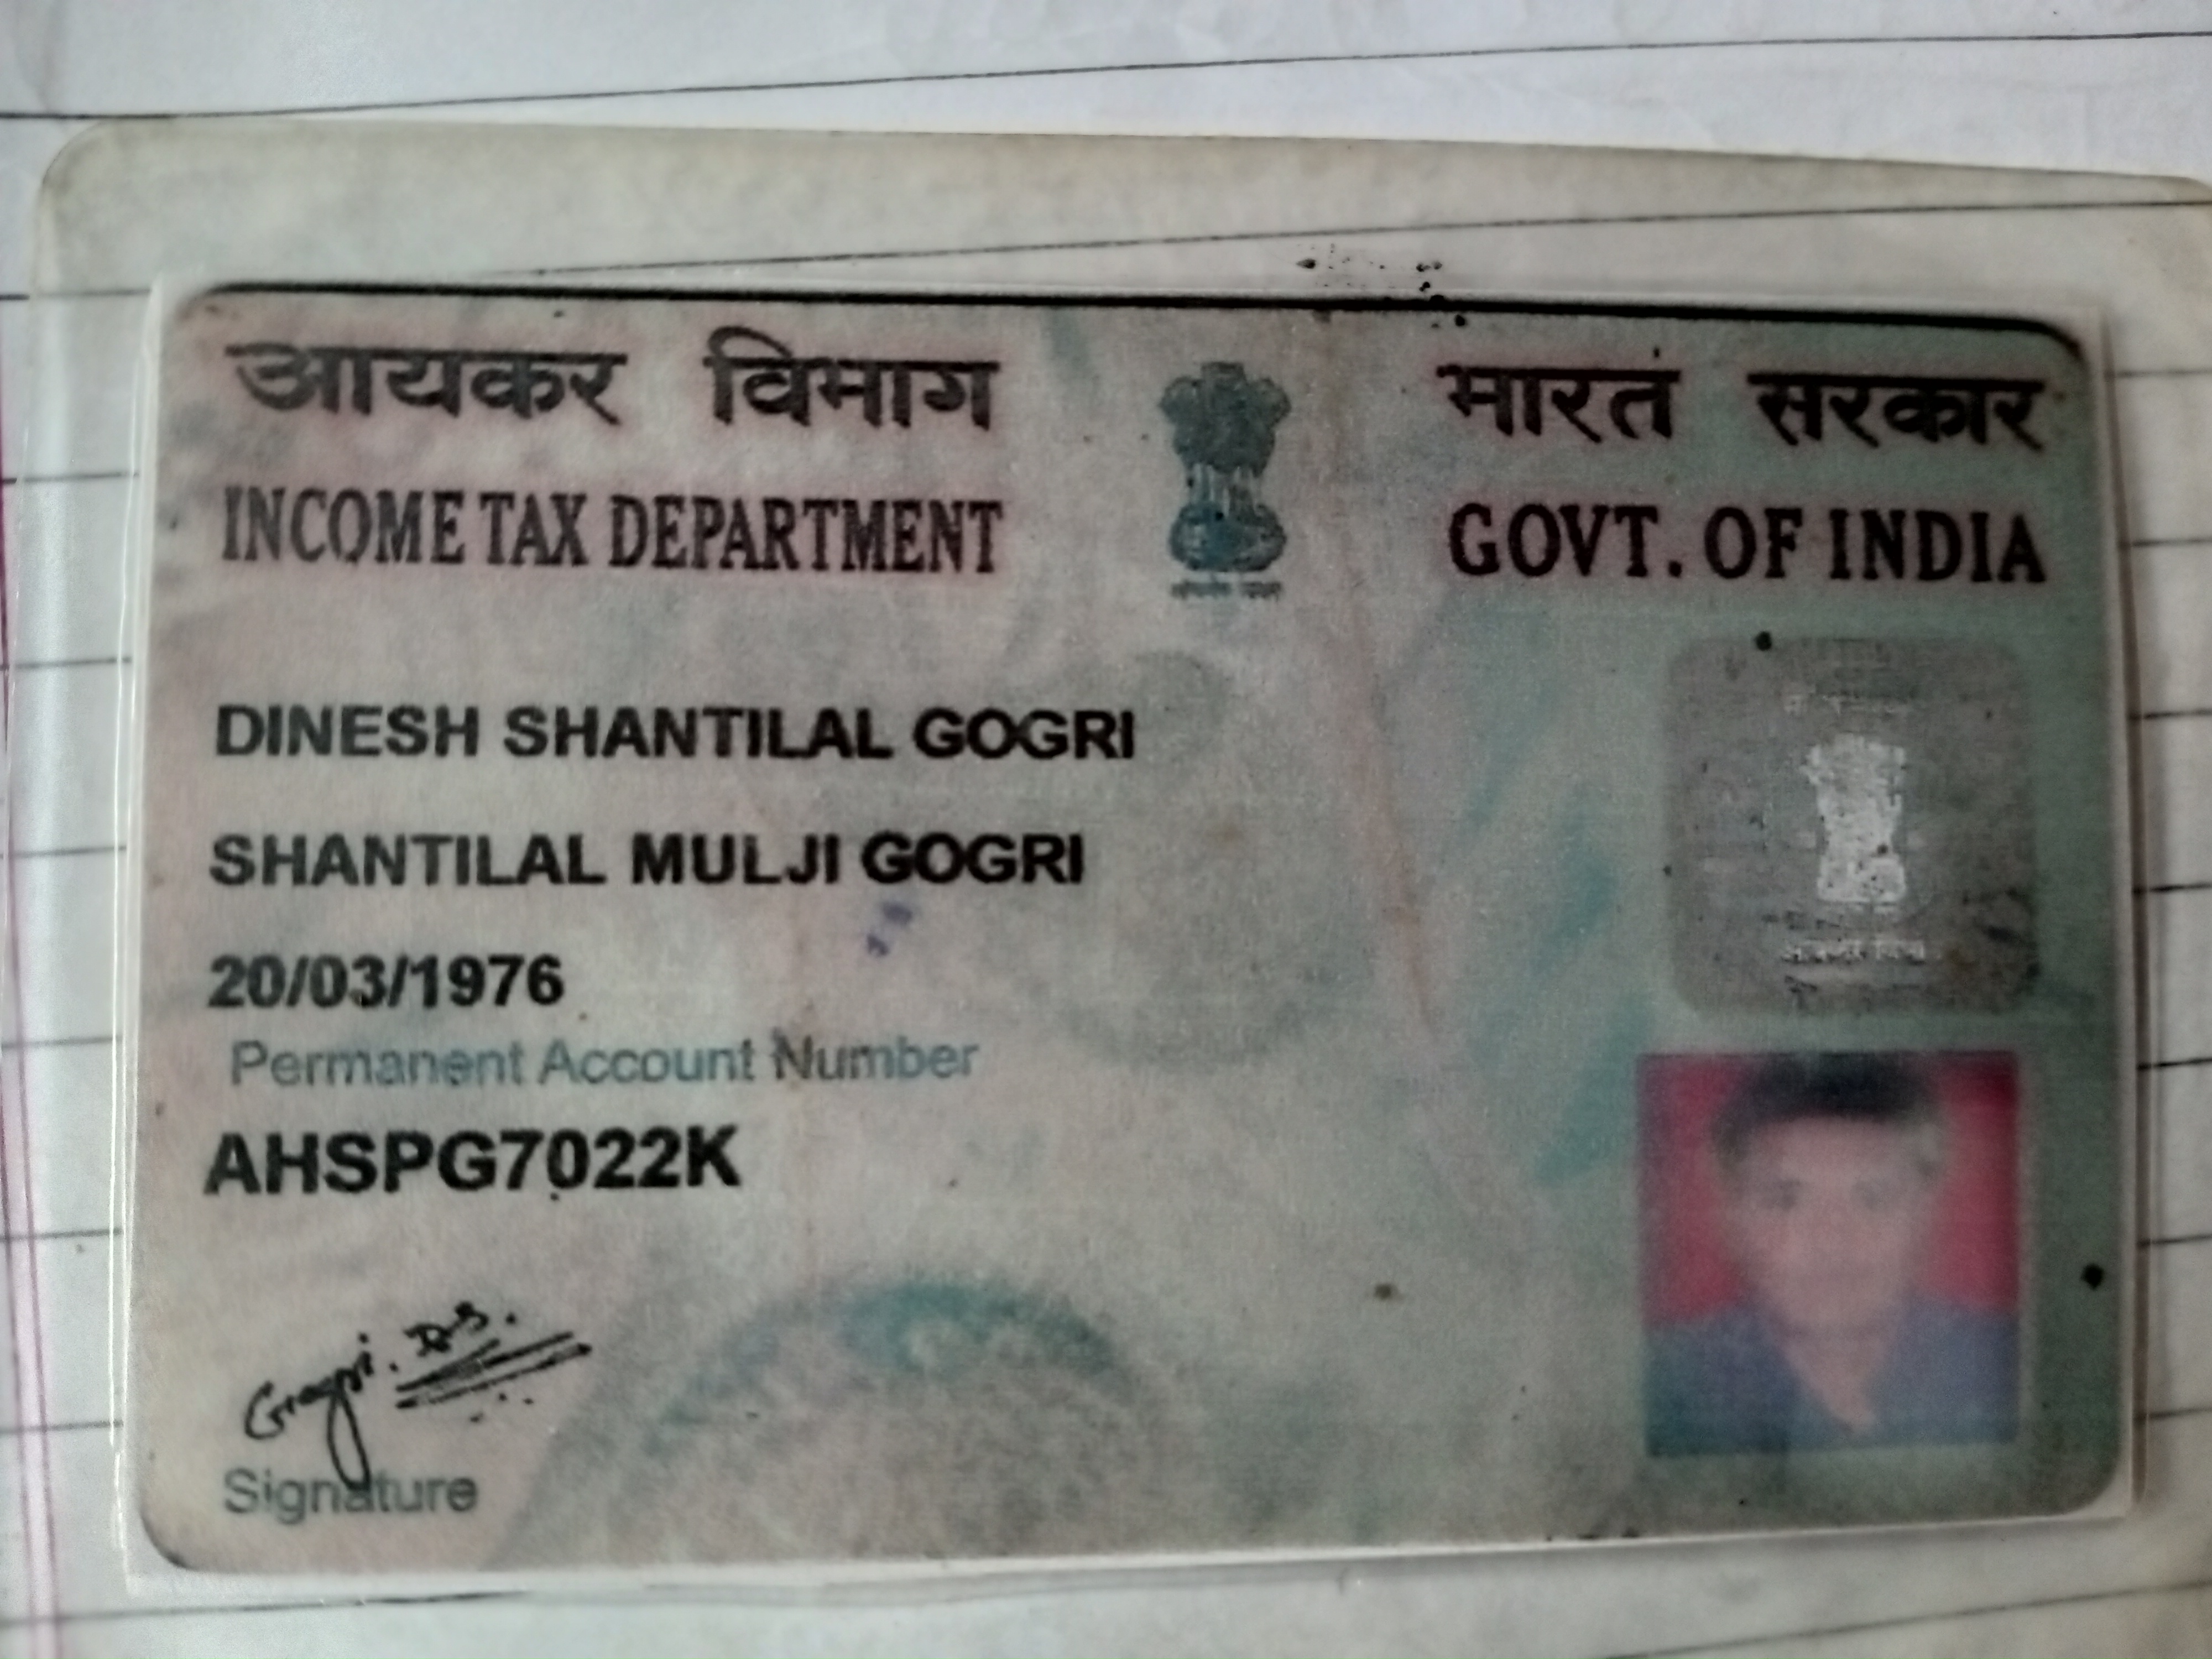 आयकर विभाग
INCOME TAX DEPARTMENT
भारत सरकार
GOVT. OF INDIA
DINESH SHANTILAL GOGRI
SHANTILAL MULJI GOGRI
20/03/1976
Permanent Account Number
AHSPG7022K
Gogri. D.S.
Signature